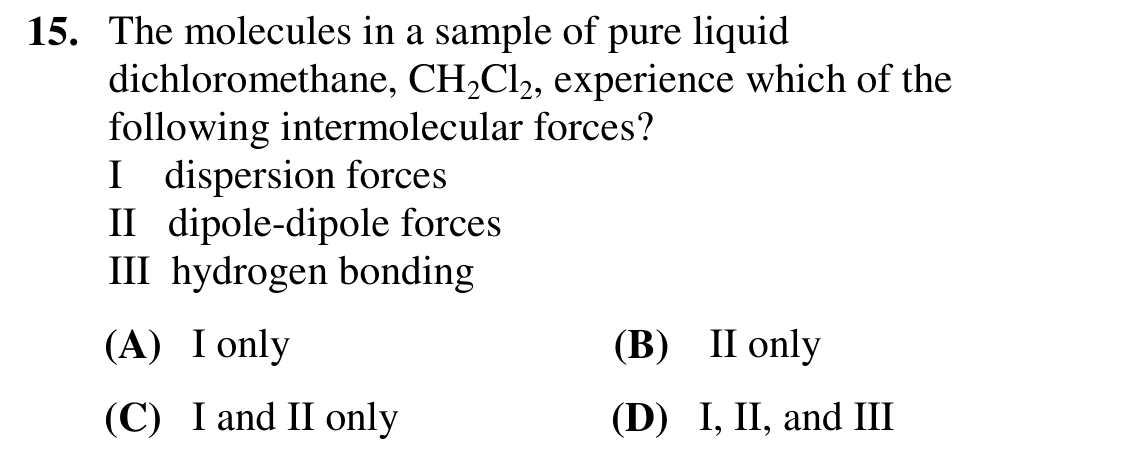 15. The molecules in a sample of pure liquid
dichloromethane, CH₂Cl₂, experience which of the
following intermolecular forces?
I dispersion forces
II dipole-dipole forces
III hydrogen bonding
(A) I only (B) II only
(C) I and II only (D) I, II, and III